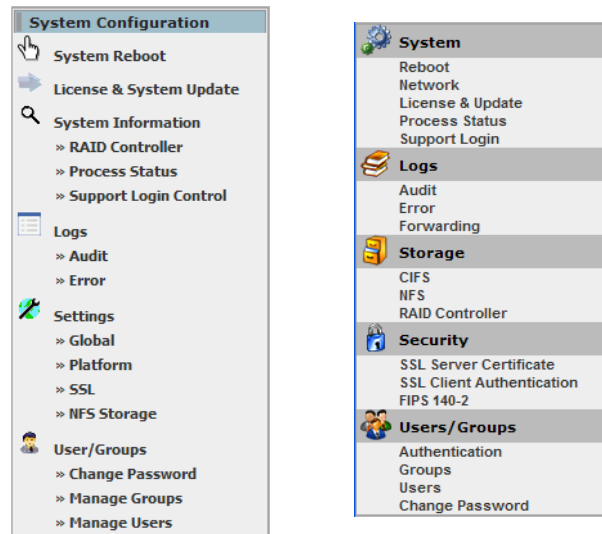 System Configuration
System Reboot
License & System Update
System Information
» RAID Controller
» Process Status
» Support Login Control
Logs
» Audit
» Error
Settings
» Global
» Platform
» SSL
» NFS Storage
User/Groups
» Change Password
» Manage Groups
» Manage Users
System
Reboot
Network
License & Update
Process Status
Support Login
Logs
Audit
Error
Forwarding
Storage
CIFS
NFS
RAID Controller
Security
SSL Server Certificate
SSL Client Authentication
FIPS 140-2
Users/Groups
Authentication
Groups
Users
Change Password